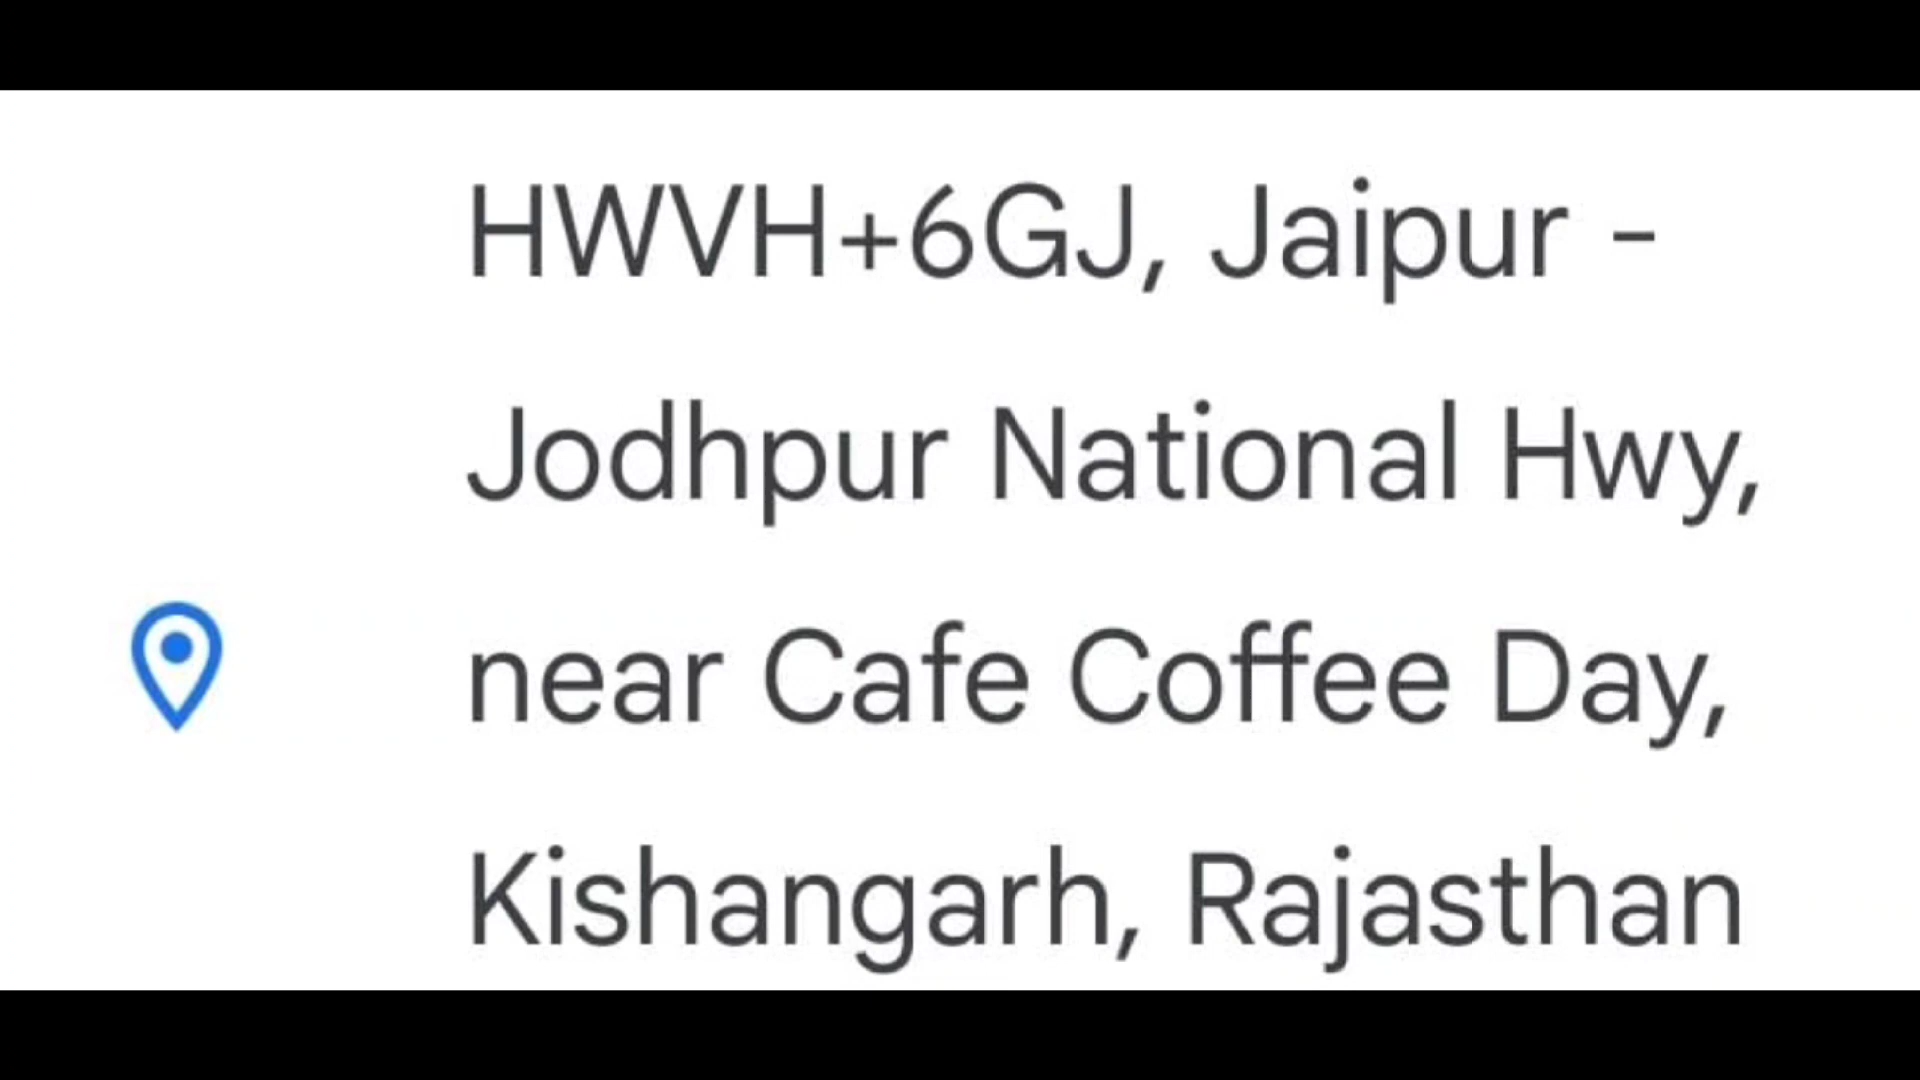 HWVH+6GJ, Jaipur -
Jodhpur National Hwy,
near Cafe Coffee Day,
Kishangarh, Rajasthan